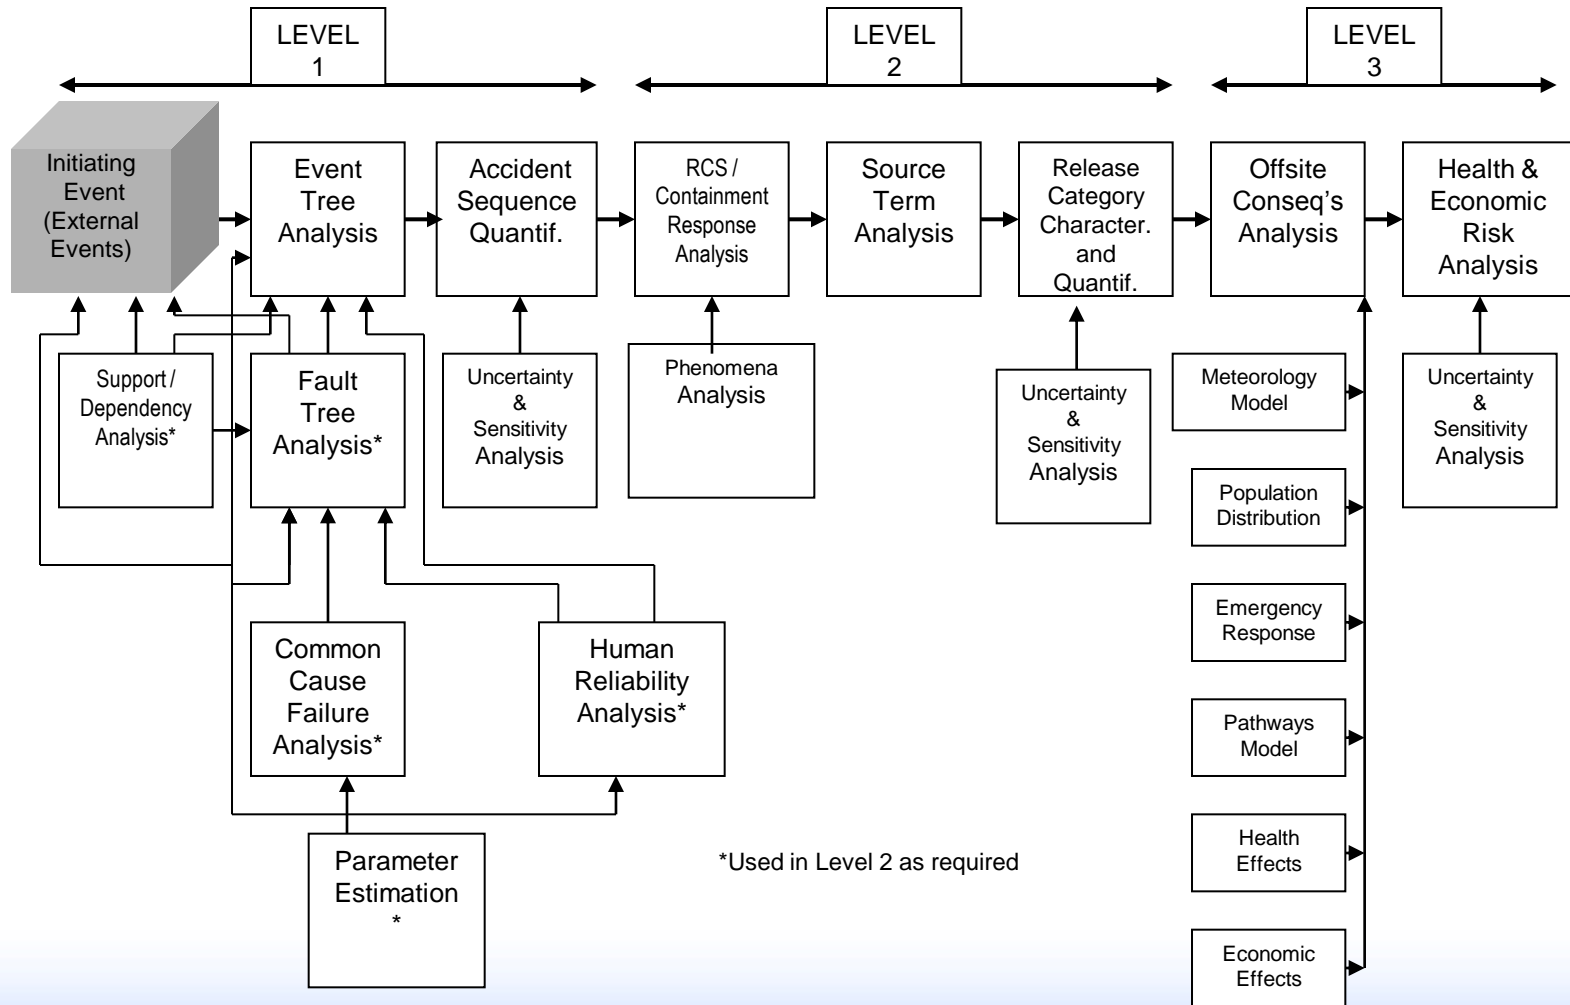 LEVEL
1
LEVEL
2
LEVEL
3
Initiating
Event
(External
Events)
Event
Tree
Analysis
Accident
Sequence
Quantif.
RCS /
Containment
Response
Analysis
Source
Term
Analysis
Release
Category
Character.
and
Quantif.
Offsite
Conseq's
Analysis
Health &
Economic
Risk
Analysis
Support /
Dependency
Analysis*
Fault
Tree
Analysis*
Uncertainty
&
Sensitivity
Analysis
Phenomena
Analysis
Uncertainty
&
Sensitivity
Analysis
Meteorology
Model
Uncertainty
&
Sensitivity
Analysis
Population
Distribution
Emergency
Response
Common
Cause
Failure
Analysis*
Human
Reliability
Analysis*
Pathways
Model
Parameter
Estimation
*
*Used in Level 2 as required
Health
Effects
Economic
Effects